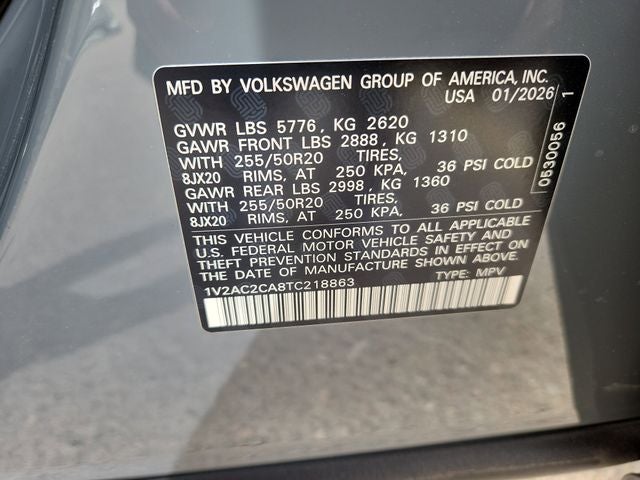 MFD BY VOLKSWAGEN GROUP OF AMERICA, INC.
USA 01/2026
GVWR LBS 5776, KG 2620
GAWR FRONT LBS 2888, KG 1310
WITH 255/50R20 TIRES,
8JX20 RIMS, AT 250 KPA, 36 PSI COLD
GAWR REAR LBS 2998, KG 1360
WITH 255/50R20 TIRES,
8JX20 RIMS, AT 250 KPA, 36 PSI COLD
THIS VEHICLE CONFORMS TO ALL APPLICABLE
U.S. FEDERAL MOTOR VEHICLE SAFETY AND
THEFT PREVENTION STANDARDS IN EFFECT ON
THE DATE OF MANUFACTURE SHOWN ABOVE.
1V2AC2CA8TC218863 TYPE: MPV
0530056 1